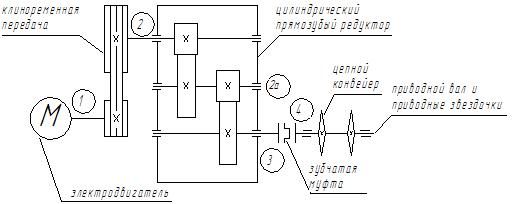 клиноременная
передача
2
цилиндрический
прямозубый редуктор
1
М
2а
4
цепной
конвейер
приводной вал и
приводные звездочки
3
зубчатая
муфта
электродвигатель